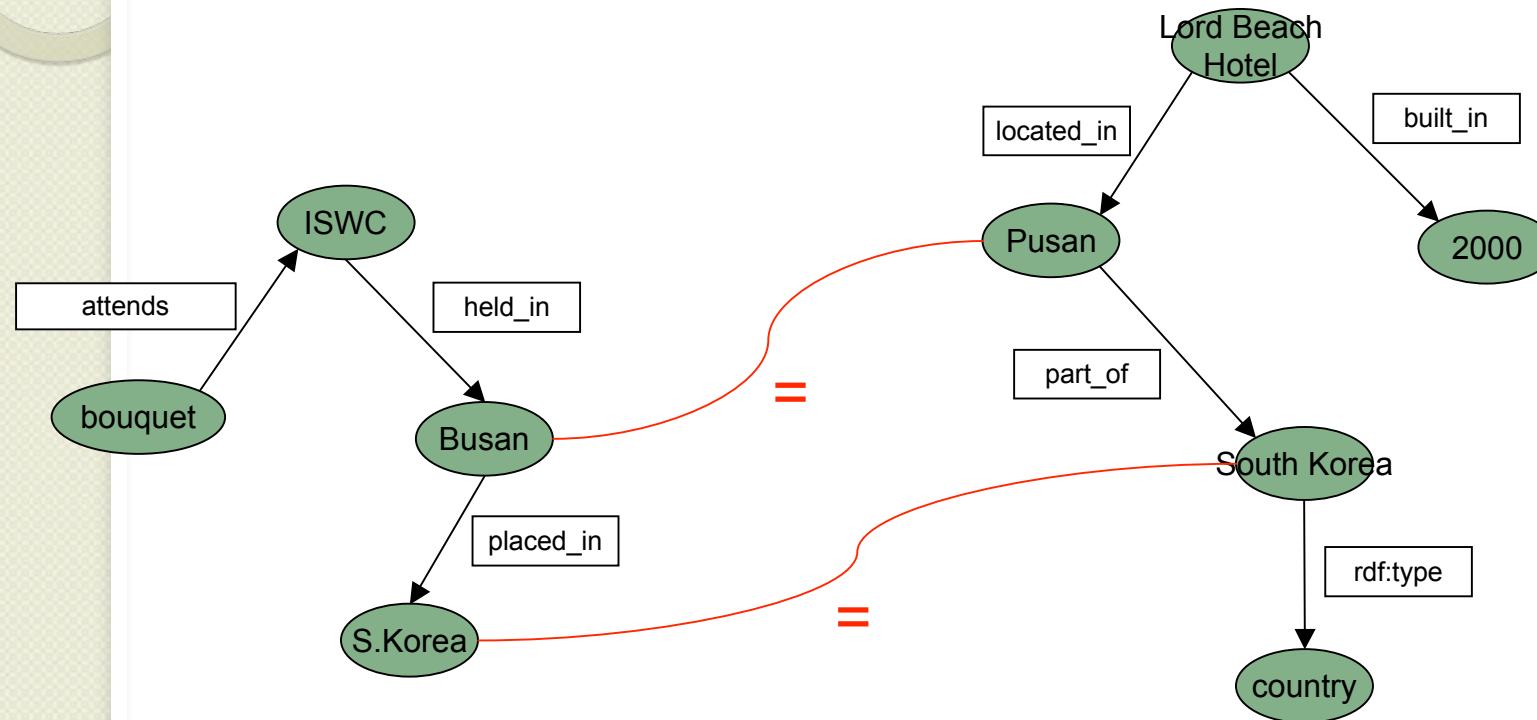 Lord Beach
Hotel
located_in
built_in
ISWC
Pusan
2000
attends
held_in
=
part_of
bouquet
Busan
South Korea
placed_in
rdf:type
=
S.Korea
country